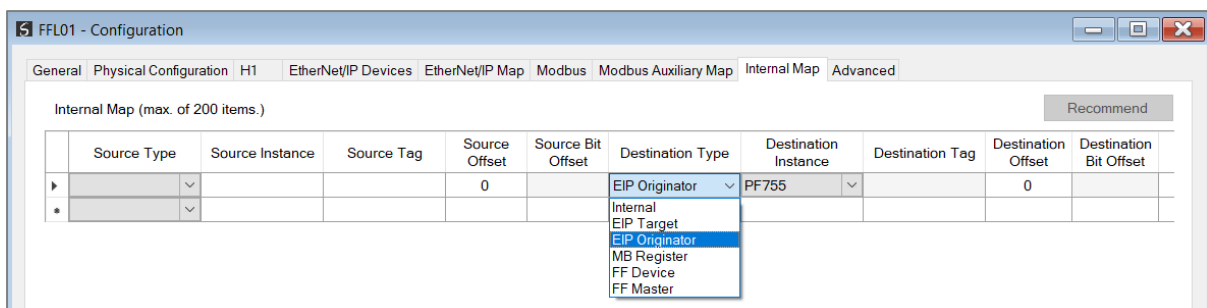 FFL01 - Configuration
General Physical Configuration H1 EtherNet/IP Devices EtherNet/IP Map Modbus Modbus Auxiliary Map Internal Map Advanced
Internal Map (max. of 200 items.) Recommend
Source Type Source Instance Source Tag Source Offset Source Bit Offset Destination Type Destination Instance Destination Tag Destination Offset Destination Bit Offset
0 EIP Originator PF755 0
Internal
EIP Target
EIP Originator
MB Register
FF Device
FF Master